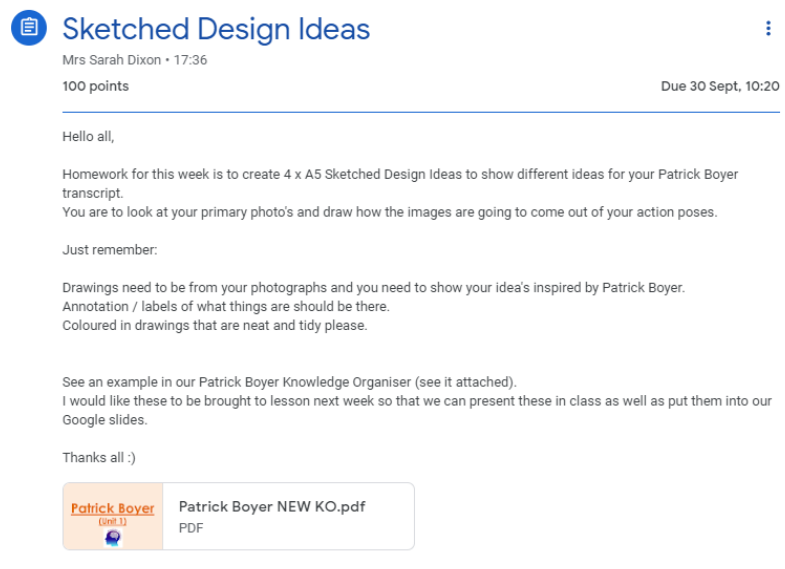 Sketched Design Ideas
Mrs Sarah Dixon • 17:36
100 points
Due 30 Sept, 10:20
Hello all,
Homework for this week is to create 4 x A5 Sketched Design Ideas to show different ideas for your Patrick Boyer
transcript.
You are to look at your primary photo's and draw how the images are going to come out of your action poses.
Just remember:
Drawings need to be from your photographs and you need to show your idea's inspired by Patrick Boyer.
Annotation / labels of what things are should be there.
Coloured in drawings that are neat and tidy please.
See an example in our Patrick Boyer Knowledge Organiser (see it attached).
I would like these to be brought to lesson next week so that we can present these in class as well as put them into our
Google slides.
Thanks all :)
Patrick Boyer
(Unit 1)
Patrick Boyer NEW KO.pdf
PDF